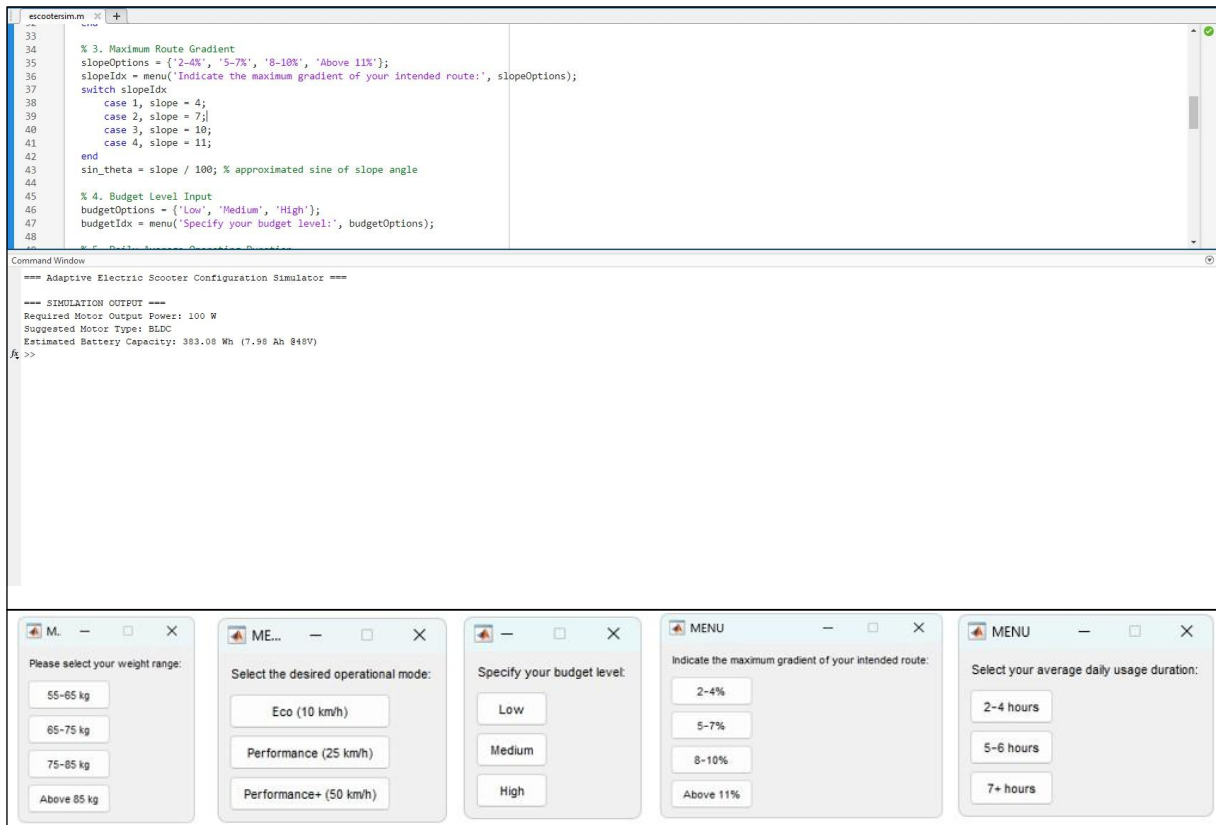 escootersim.m
33
34 % 3. Maximum Route Gradient
35 slopeOptions = {'2–4%', '5–7%', '8–10%', 'Above 11%'};
36 slopeIdx = menu('Indicate the maximum gradient of your intended route:', slopeOptions);
37 switch slopeIdx
38 case 1, slope = 4;
39 case 2, slope = 7;
40 case 3, slope = 10;
41 case 4, slope = 11;
42 end
43 sin_theta = slope / 100; % approximated sine of slope angle
44
45 % 4. Budget Level Input
46 budgetOptions = {'Low', 'Medium', 'High'};
47 budgetIdx = menu('Specify your budget level:', budgetOptions);
48
Command Window
=== Adaptive Electric Scooter Configuration Simulator ===
=== SIMULATION OUTPUT ===
Required Motor Output Power: 100 W
Suggested Motor Type: BLDC
Estimated Battery Capacity: 383.08 Wh (7.98 Ah @48V)
fx >>
M..
Please select your weight range:
55–65 kg
65–75 kg
75–85 kg
Above 85 kg
ME...
Select the desired operational mode:
Eco (10 km/h)
Performance (25 km/h)
Performance+ (50 km/h)
Specify your budget level:
Low
Medium
High
MENU
Indicate the maximum gradient of your intended route:
2–4%
5–7%
8–10%
Above 11%
MENU
Select your average daily usage duration:
2–4 hours
5–6 hours
7+ hours